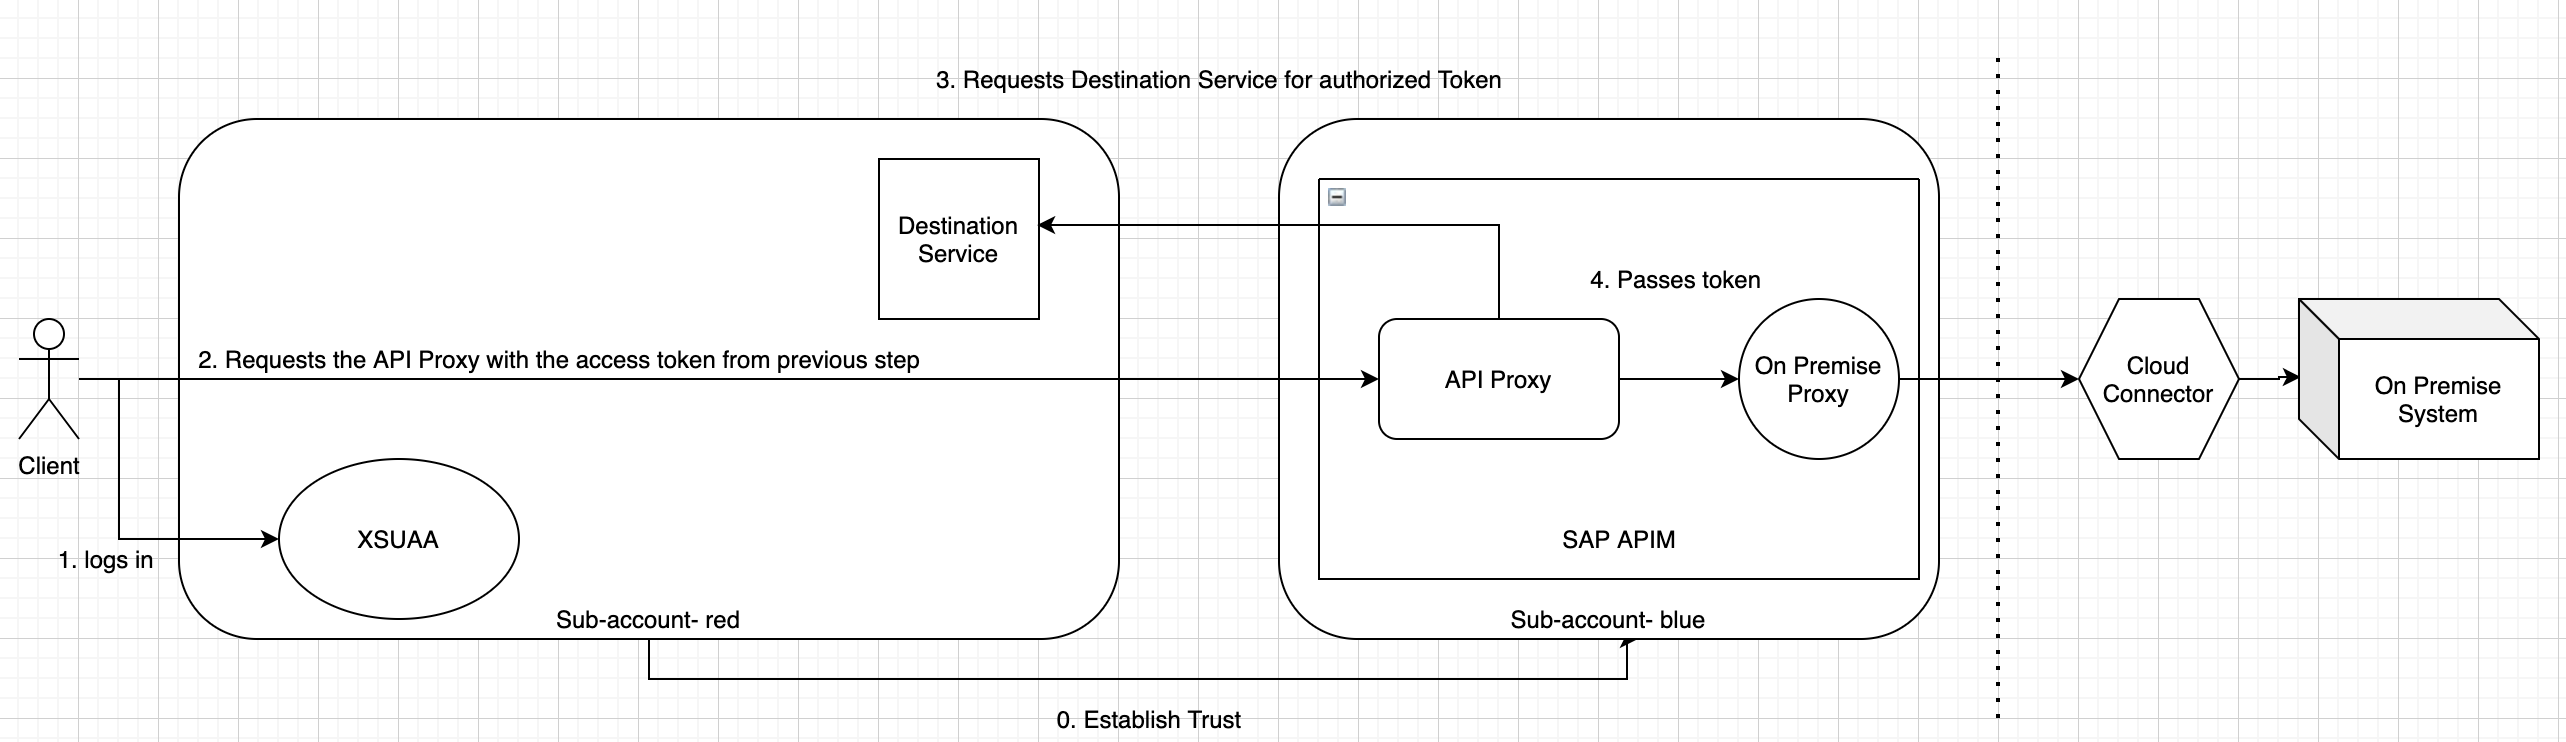 3. Requests Destination Service for authorized Token
Destination
Service
4. Passes token
2. Requests the API Proxy with the access token from previous step
API Proxy
On Premise
Proxy
Cloud
Connector
On Premise
System
Client
XSUAA
1. logs in
SAP APIM
Sub-account- red
Sub-account- blue
0. Establish Trust